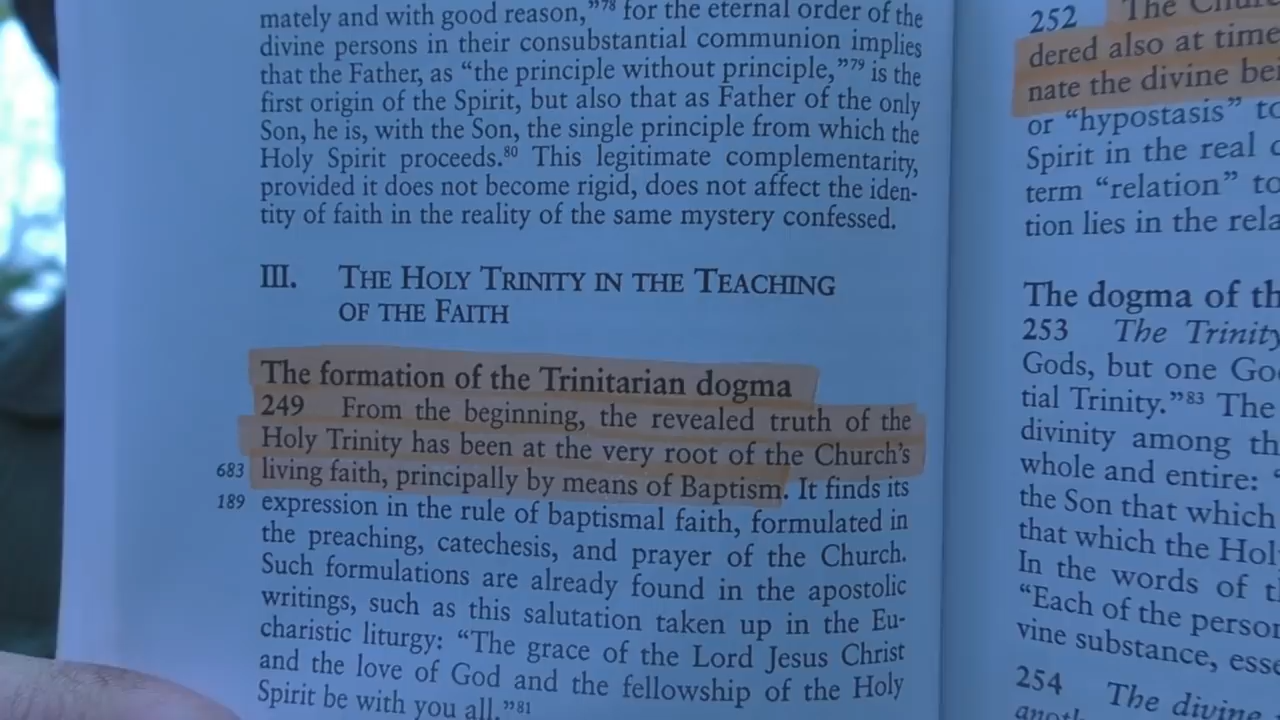 mately and with good reason,”78 for the eternal order of the
divine persons in their consubstantial communion implies
that the Father, as “the principle without principle,”79 is the
first origin of the Spirit, but also that as Father of the only
Son, he is, with the Son, the single principle from which the
Holy Spirit proceeds.80 This legitimate complementarity,
provided it does not become rigid, does not affect the iden-
tity of faith in the reality of the same mystery confessed.
III. THE HOLY TRINITY IN THE TEACHING
OF THE FAITH
The formation of the Trinitarian dogma
249 From the beginning, the revealed truth of the
Holy Trinity has been at the very root of the Church’s
683 living faith, principally by means of Baptism. It finds its
189 expression in the rule of baptismal faith, formulated in
the preaching, catechesis, and prayer of the Church.
Such formulations are already found in the apostolic
writings, such as this salutation taken up in the Eu-
charistic liturgy: “The grace of the Lord Jesus Christ
and the love of God and the fellowship of the Holy
Spirit be with you all.”81
252 The
dered also at time
nate the divine bei
or “hypostasis” to
Spirit in the real
term “relation” to
tion lies in the rela
The dogma of th
253 The Trinity
Gods, but one Go
tial Trinity.”83 The
divinity among th
whole and entire:
the Son that which
that which the Hol
In the words of t
“Each of the person
vine substance, esse
254 The divine